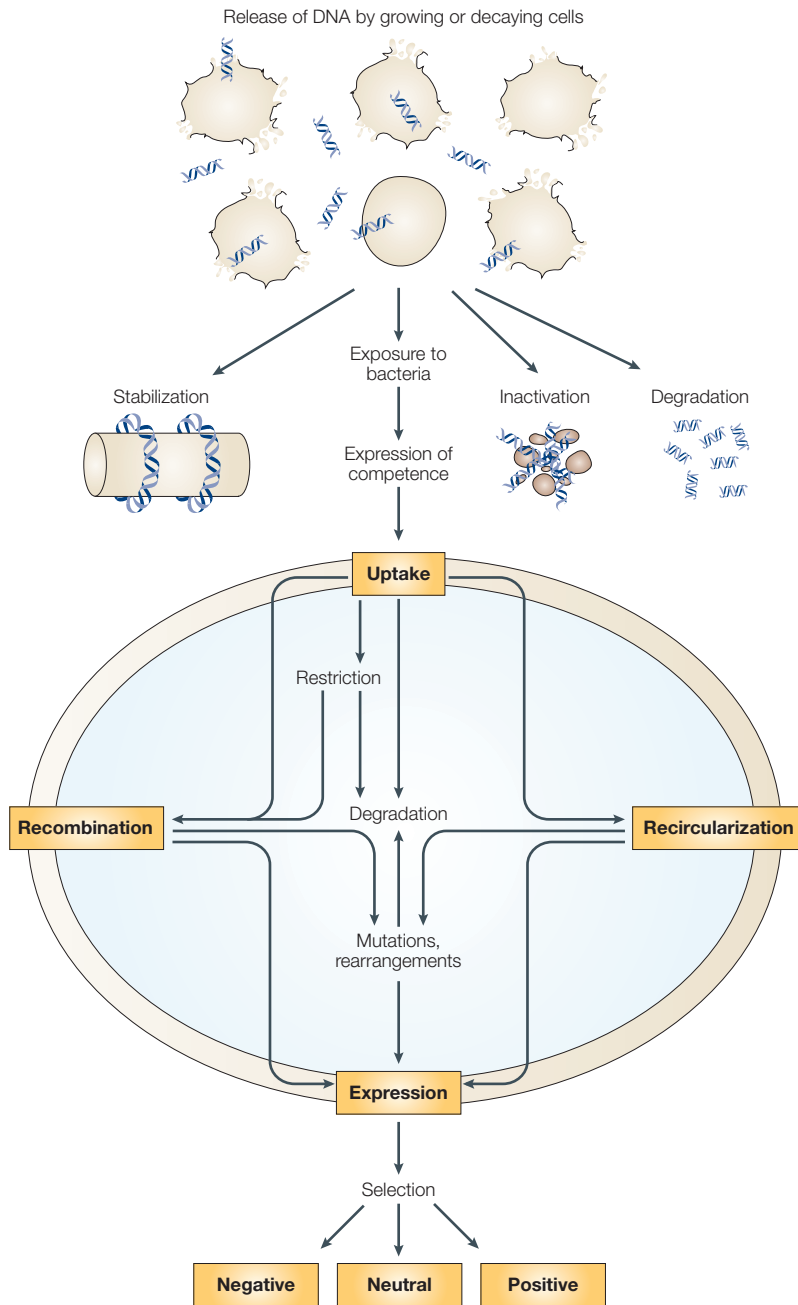 Release of DNA by growing or decaying cells
Exposure to
bacteria
Stabilization
Inactivation
Degradation
Expression of
competence
Uptake
Restriction
Degradation
Recombination
Recircularization
Mutations,
rearrangements
Expression
Selection
Negative
Neutral
Positive